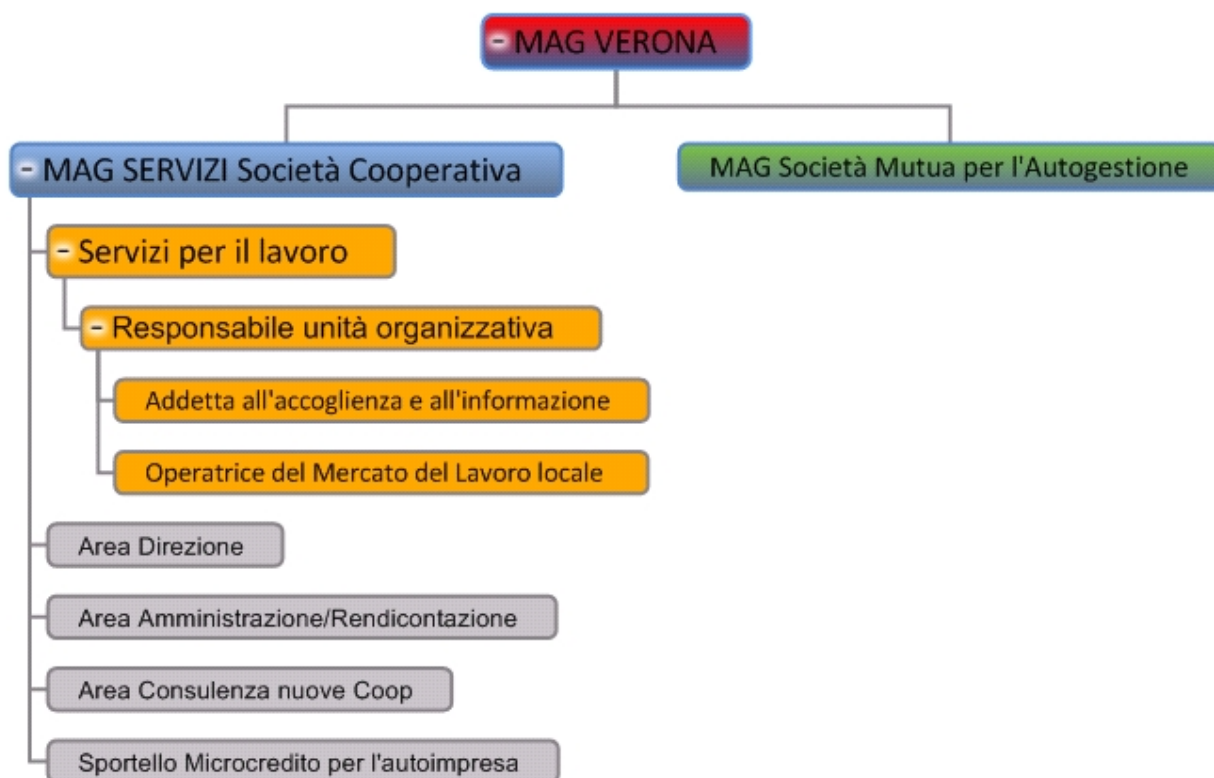 MAG VERONA
MAG SERVIZI Società Cooperativa
MAG Società Mutua per l'Autogestione
Servizi per il lavoro
Responsabile unità organizzativa
Addetta all'accoglienza e all'informazione
Operatrice del Mercato del Lavoro locale
Area Direzione
Area Amministrazione/Rendicontazione
Area Consulenza nuove Coop
Sportello Microcredito per l'autoimpresa